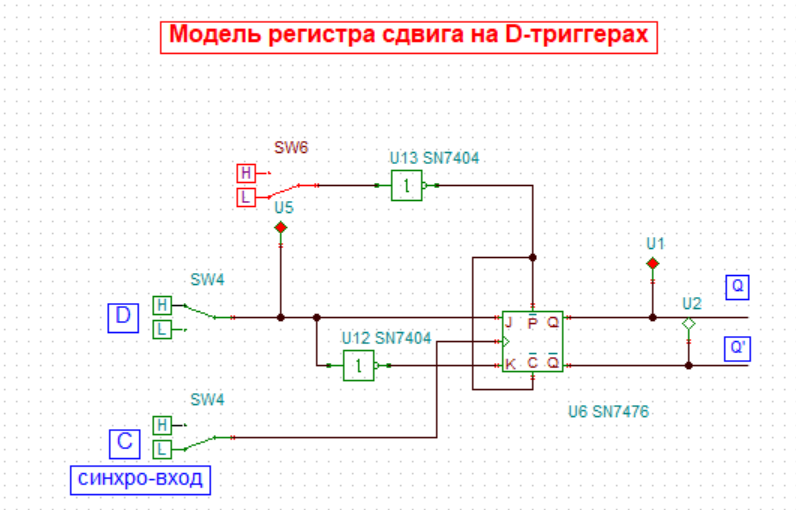 Модель регистра сдвига на D-триггерах
SW6
U13 SN7404
H
1
L
U5
U1
SW4
Q
U2
H
D
J P̅ Q
L
U12 SN7404
Q'
1
K C̅ Q̅
SW4
U6 SN7476
H
C
L
синхро-вход